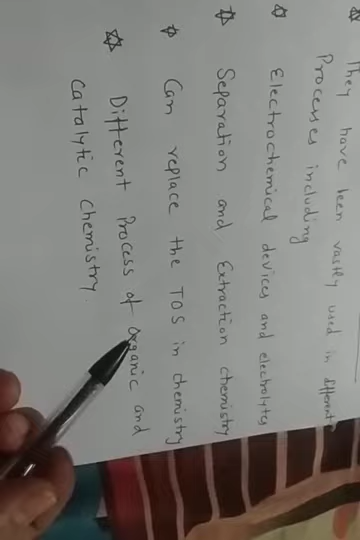 They have been vastly used in different
Processes including
Electrochemical devices and electrolytes
Separation and Extraction chemistry
Can replace the TOS in chemistry
Different Process of Organic and
Catalytic Chemistry.